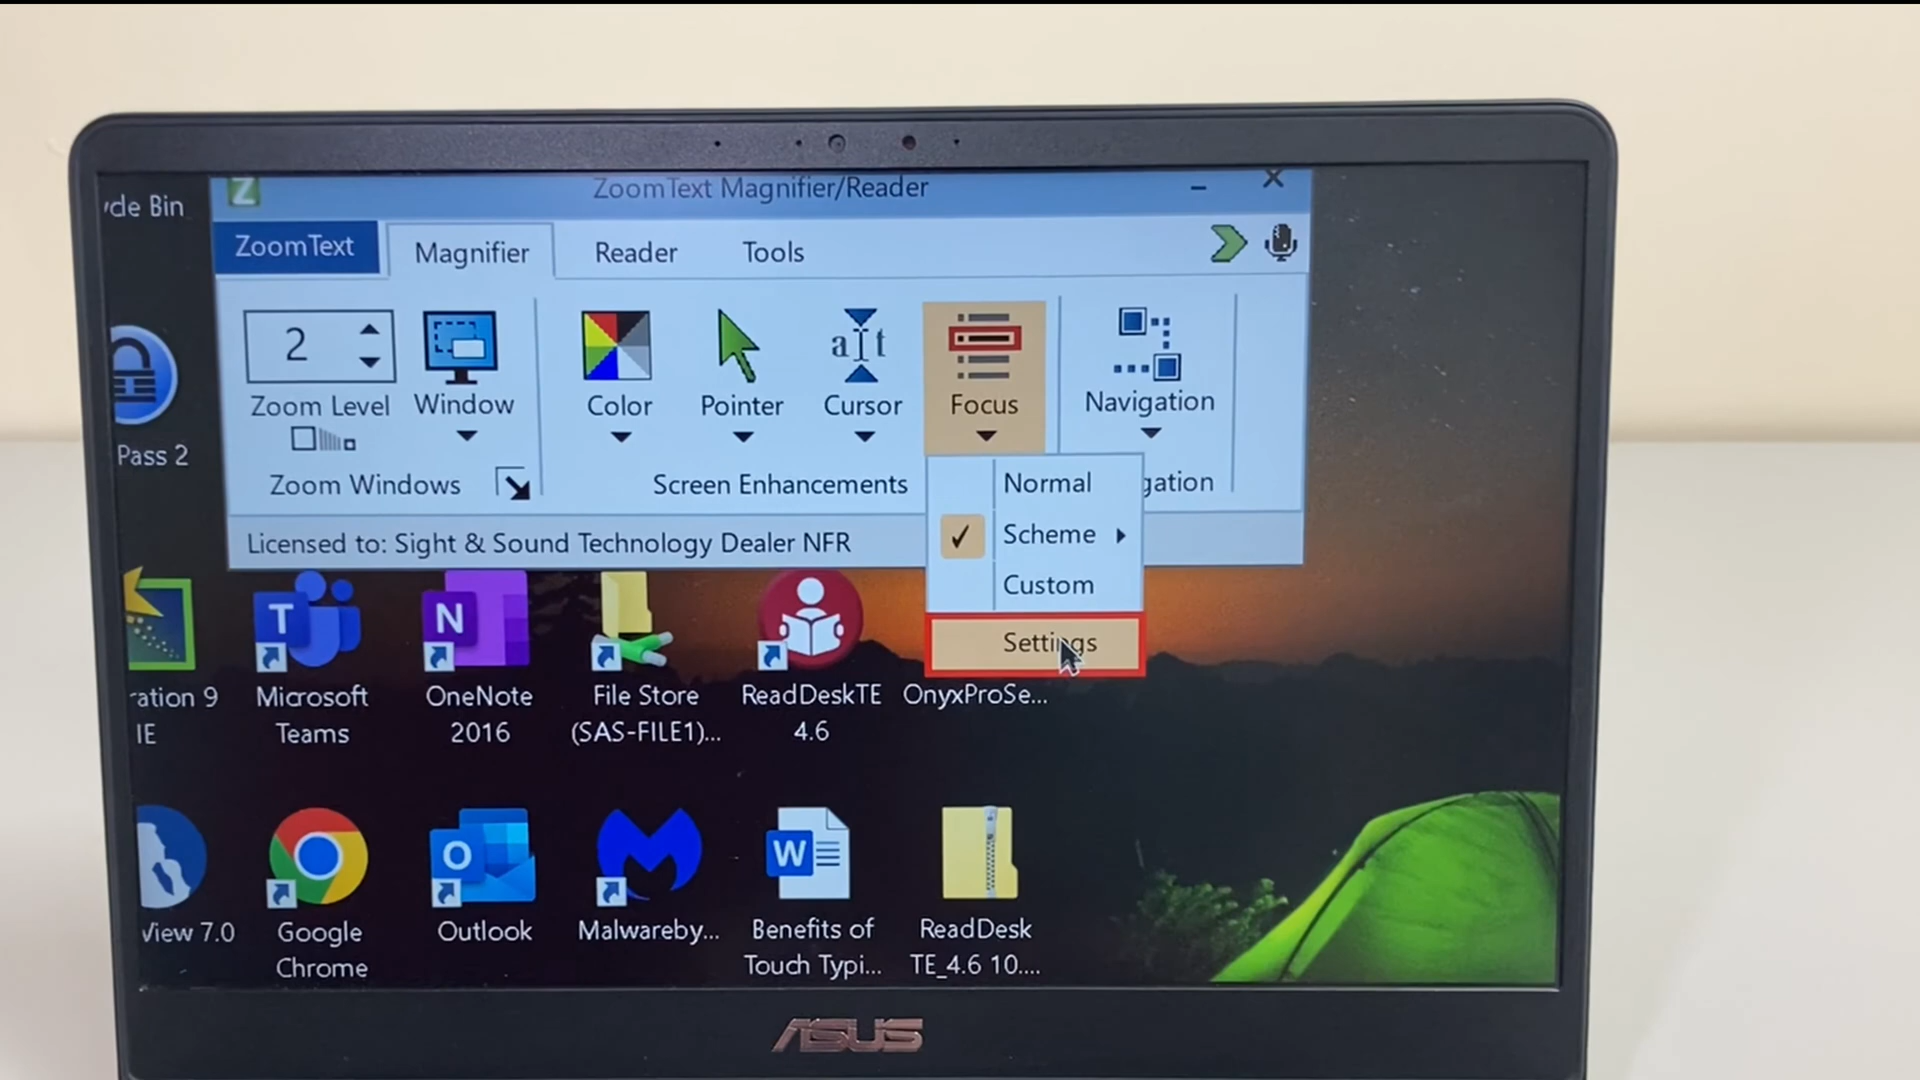 ycle Bin
ZoomText Magnifier/Reader
ZoomText
Magnifier
Reader
Tools
2
Zoom Level
Window
Color
Pointer
a t
Cursor
Focus
Navigation
Zoom Windows
Screen Enhancements
gation
Normal
Scheme
Custom
Settings
Licensed to: Sight & Sound Technology Dealer NFR
Pass 2
ration 9
IE
Microsoft
Teams
OneNote
2016
File Store
(SAS-FILE1)...
ReadDeskTE
4.6
OnyxProSe...
View 7.0
Google
Chrome
Outlook
Malwareby...
Benefits of
Touch Typi...
ReadDesk
TE_4.6 10....
ASUS